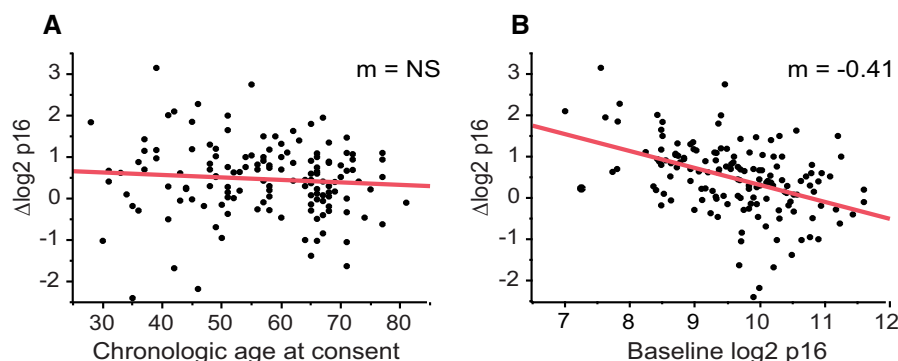 A
m = NS
Δlog2 p16
3
2
1
0
-1
-2
30 40 50 60 70 80
Chronologic age at consent
B
m = -0.41
Δlog2 p16
3
2
1
0
-1
-2
7 8 9 10 11 12
Baseline log2 p16